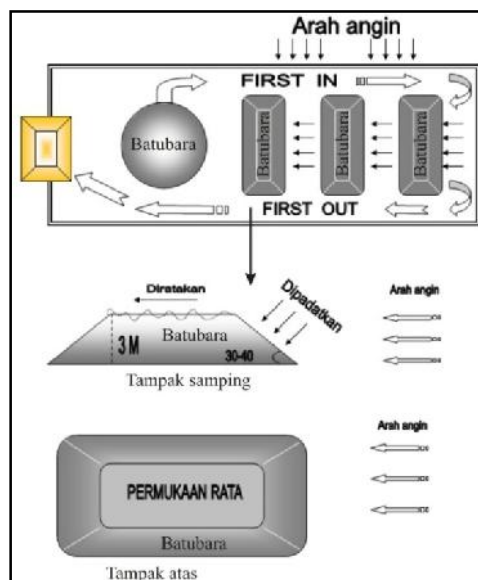 Arah angin
FIRST IN
Batubara
Batubara
Batubara
Batubara
FIRST OUT
Diratakan
Dipadatkan
Arah angin
Batubara
3 M
30-40
Tampak samping
Arah angin
PERMUKAAN RATA
Batubara
Tampak atas